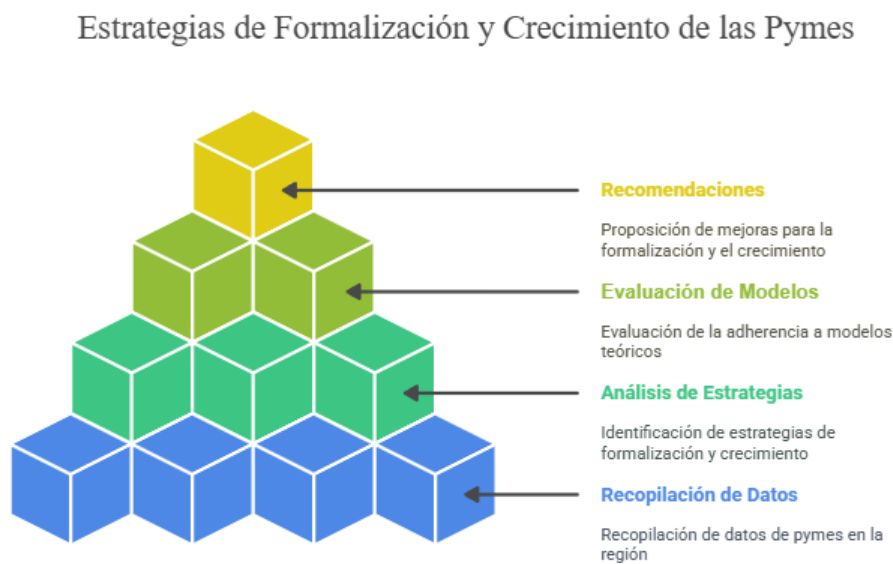 Estrategias de Formalización y Crecimiento de las Pymes
Recomendaciones
Proposición de mejoras para la
formalización y el crecimiento
Evaluación de Modelos
Evaluación de la adherencia a modelos
teóricos
Análisis de Estrategias
Identificación de estrategias de
formalización y crecimiento
Recopilación de Datos
Recopilación de datos de pymes en la
región